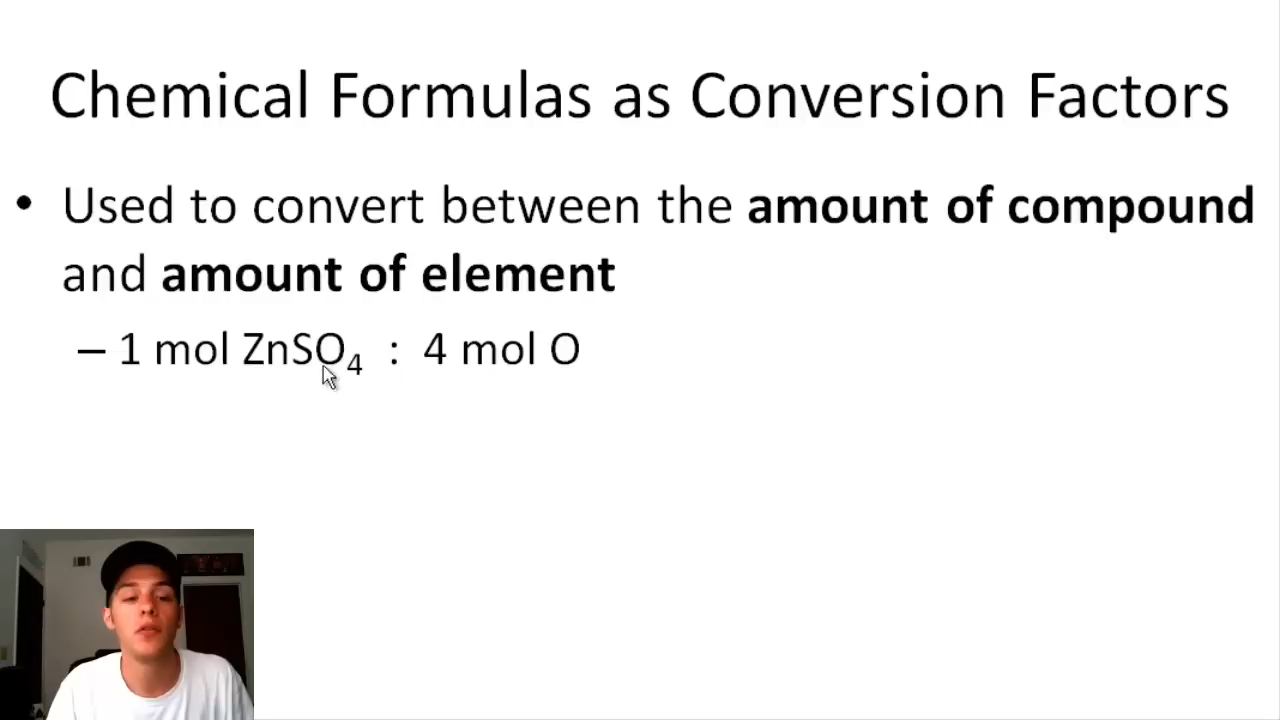 Chemical Formulas as Conversion Factors
• Used to convert between the amount of compound
and amount of element
– 1 mol ZnSO₄ : 4 mol O